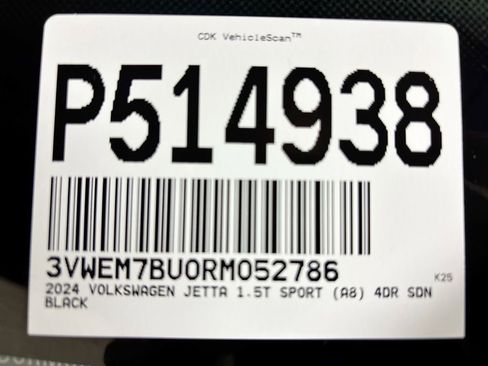 CDK VehicleScan™
P514938
3VWEM7BU0RM052786
K25
2024 VOLKSWAGEN JETTA 1.5T SPORT (A8) 4DR SDN
BLACK